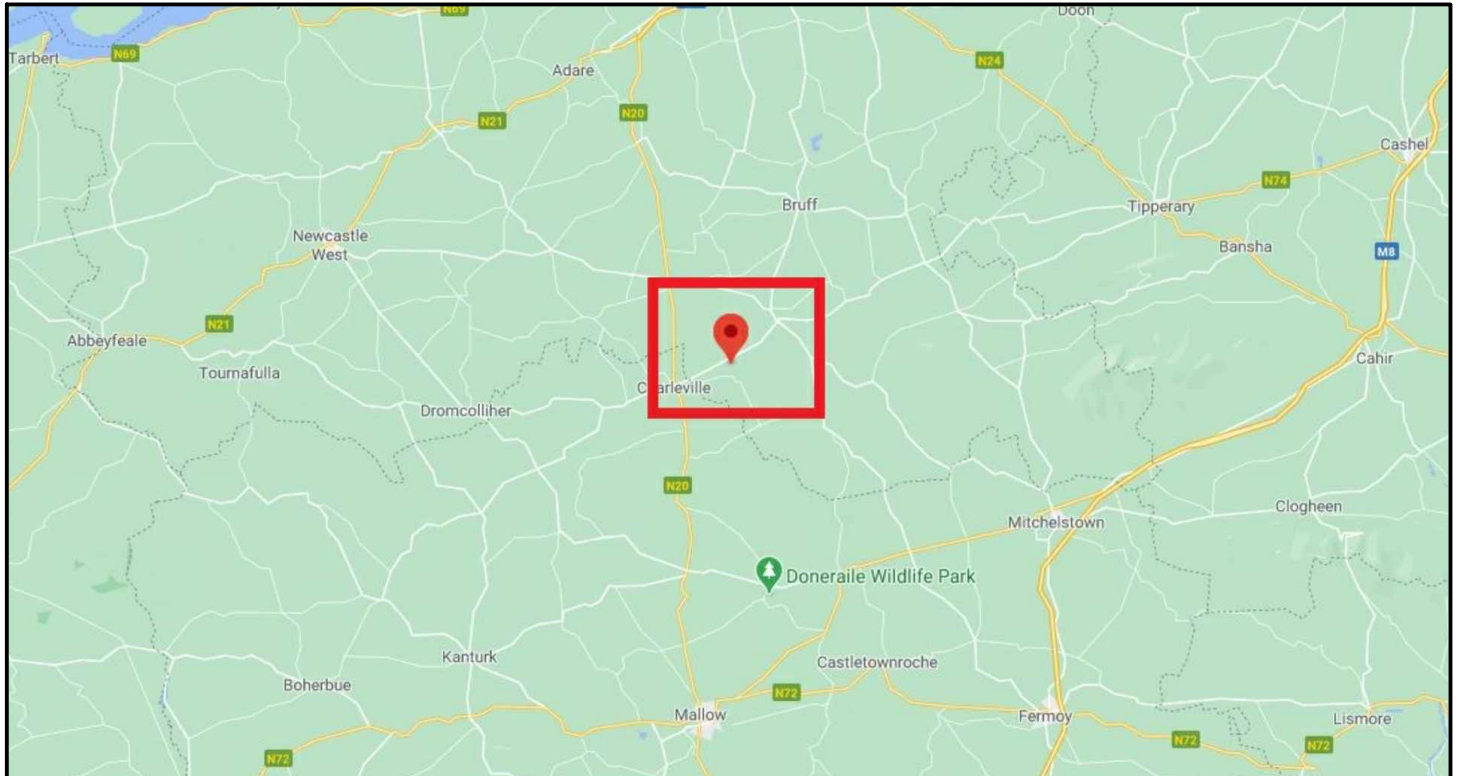 N69
Doon
Tarbert
N69
Adare
N24
N20
N21
Cashel
N74
Bruff
Tipperary
Newcastle
West
Bansha
M8
N21
Abbeyfeale
Cahir
Tournafulla
Charleville
Dromcolliher
N20
Clogheen
Mitchelstown
Doneraile Wildlife Park
Kanturk
Castletownroche
Boherbue
N72
Mallow
Fermoy
Lismore
N72
N72
N72